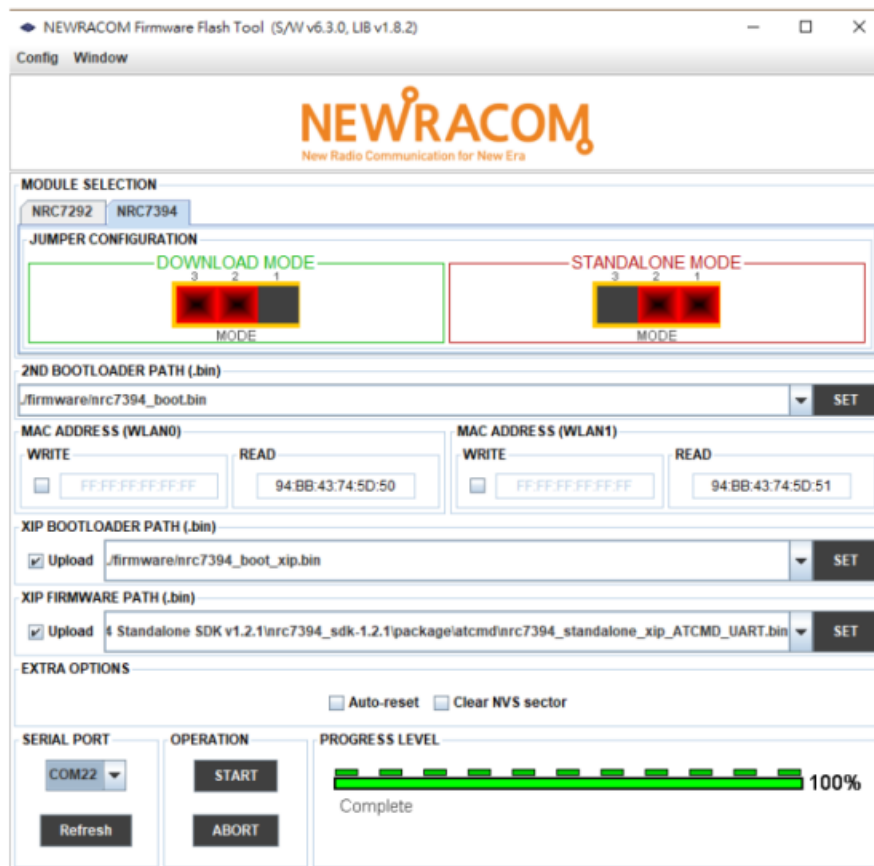 NEWRACOM Firmware Flash Tool (S/W v6.3.0, LIB v1.8.2)
Config Window
NEWRACOM
New Radio Communication for New Era
MODULE SELECTION
NRC7292 NRC7394
JUMPER CONFIGURATION
DOWNLOAD MODE STANDALONE MODE
3 2 1 3 2 1
MODE MODE
2ND BOOTLOADER PATH (.bin)
./firmware/nrc7394_boot.bin SET
MAC ADDRESS (WLAN0) MAC ADDRESS (WLAN1)
WRITE READ WRITE READ
FF:FF:FF:FF:FF:FF 94:BB:43:74:5D:50 FF:FF:FF:FF:FF:FF 94:BB:43:74:5D:51
XIP BOOTLOADER PATH (.bin)
Upload ./firmware/nrc7394_boot_xip.bin SET
XIP FIRMWARE PATH (.bin)
Upload 4 Standalone SDK v1.2.1\nrc7394_sdk-1.2.1\package\atcmd\nrc7394_standalone_xip_ATCMD_UART.bin SET
EXTRA OPTIONS
Auto-reset Clear NVS sector
SERIAL PORT OPERATION PROGRESS LEVEL
COM22 START 100%
Complete
Refresh ABORT